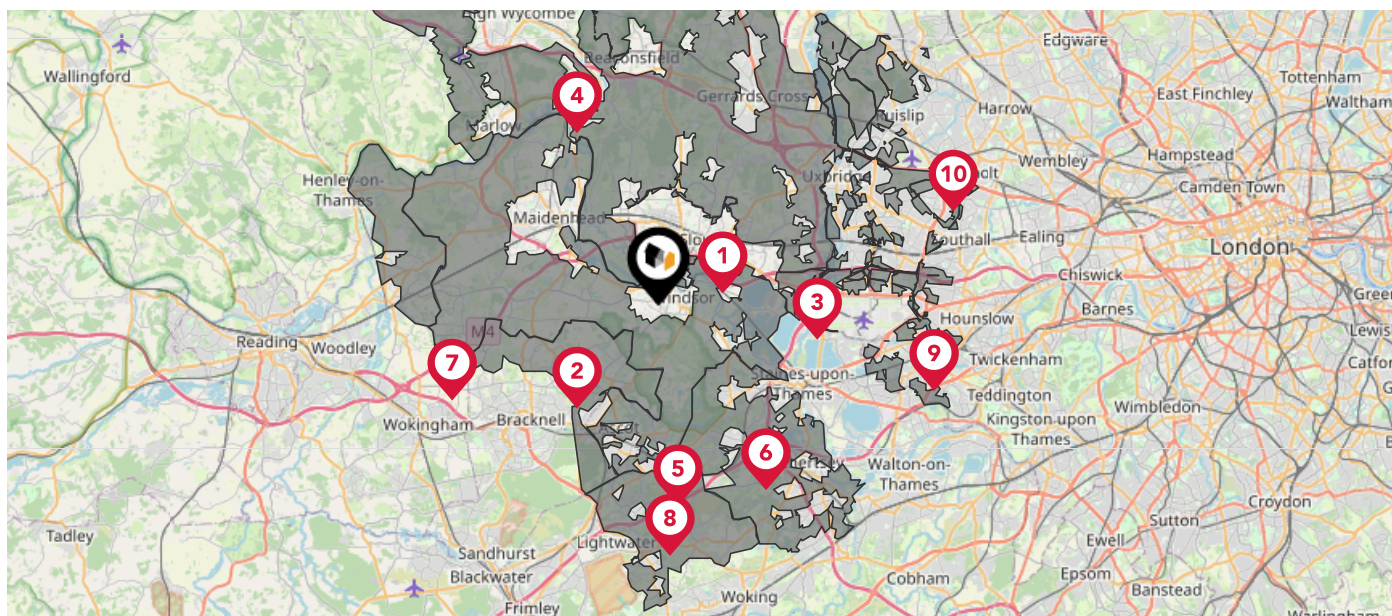 High Wycombe
Edgware
Beaconsfield
Wallingford
Tottenham
4
Gerrards Cross
East Finchley
Waltham
Harrow
Marlow
Ruislip
Hampstead
Wembley
10
Uxbridge
Henley-on-
Thames
Camden Town
Maidenhead
1
Southall
Ealing
London
Chiswick
Windsor
3
Barnes
Hounslow
M4
Reading
Woodley
7
2
9
Twickenham
Staines-upon-
Thames
Teddington
Wimbledon
Kingston upon
Thames
Wokingham
Bracknell
6
5
Walton-on-
Thames
Croydon
8
Sutton
Tadley
Lightwater
Ewell
Sandhurst
Blackwater
Cobham
Epsom
Banstead
Frimley
Woking